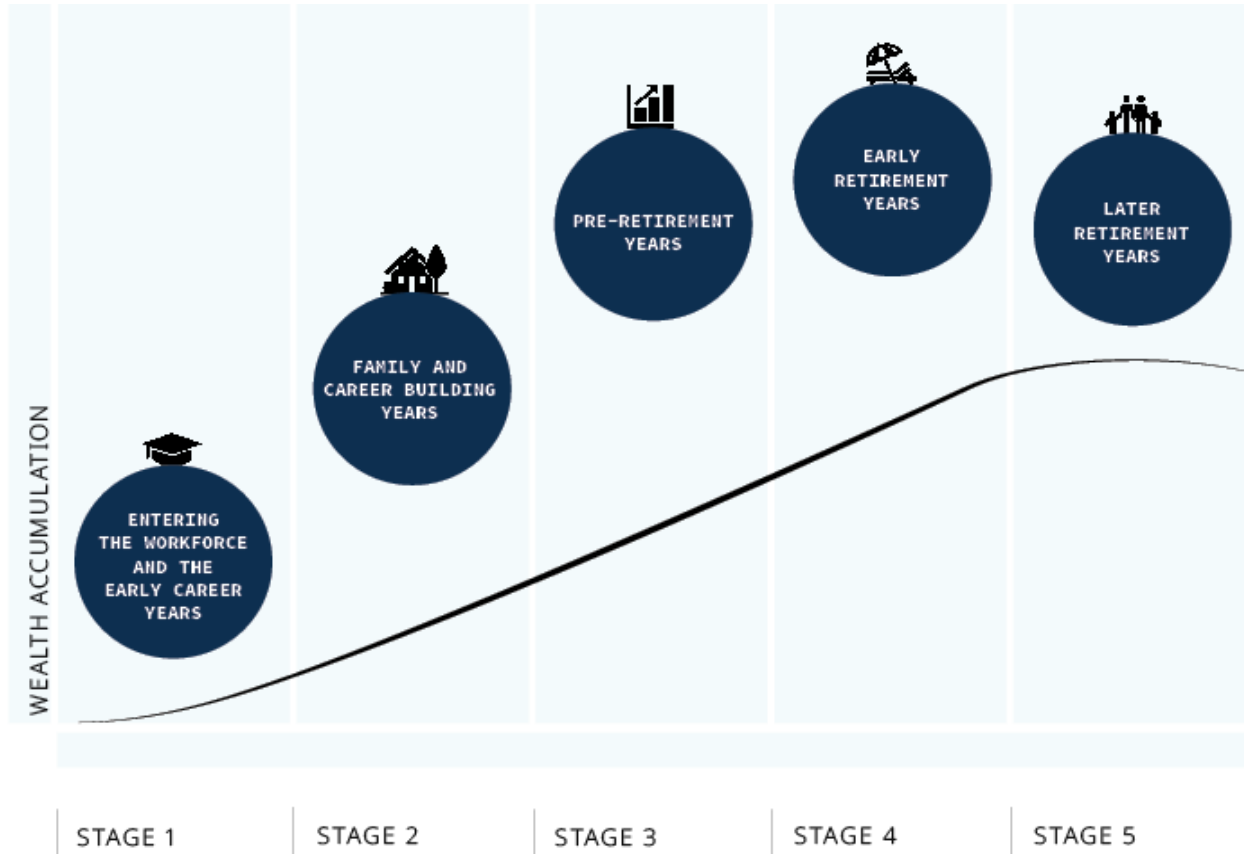 WEALTH ACCUMULATION
ENTERING
THE WORKFORCE
AND THE
EARLY CAREER
YEARS
FAMILY AND
CAREER BUILDING
YEARS
PRE-RETIREMENT
YEARS
EARLY
RETIREMENT
YEARS
LATER
RETIREMENT
YEARS
STAGE 1
STAGE 2
STAGE 3
STAGE 4
STAGE 5